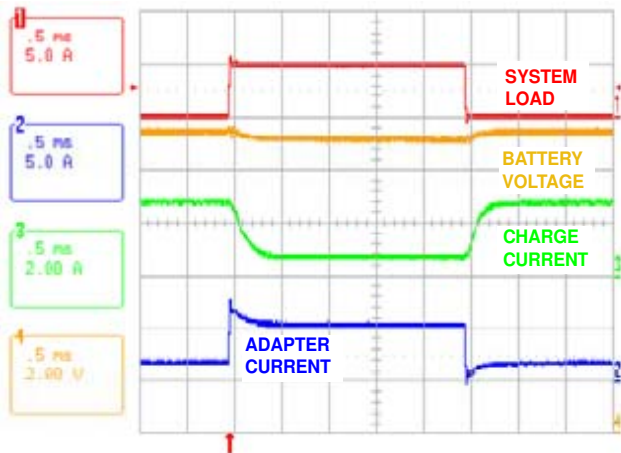 1
.5 ms
5.0 A
2
.5 ms
5.0 A
3
.5 ms
2.00 A
4
.5 ms
2.00 V
SYSTEM
LOAD
BATTERY
VOLTAGE
CHARGE
CURRENT
ADAPTER
CURRENT